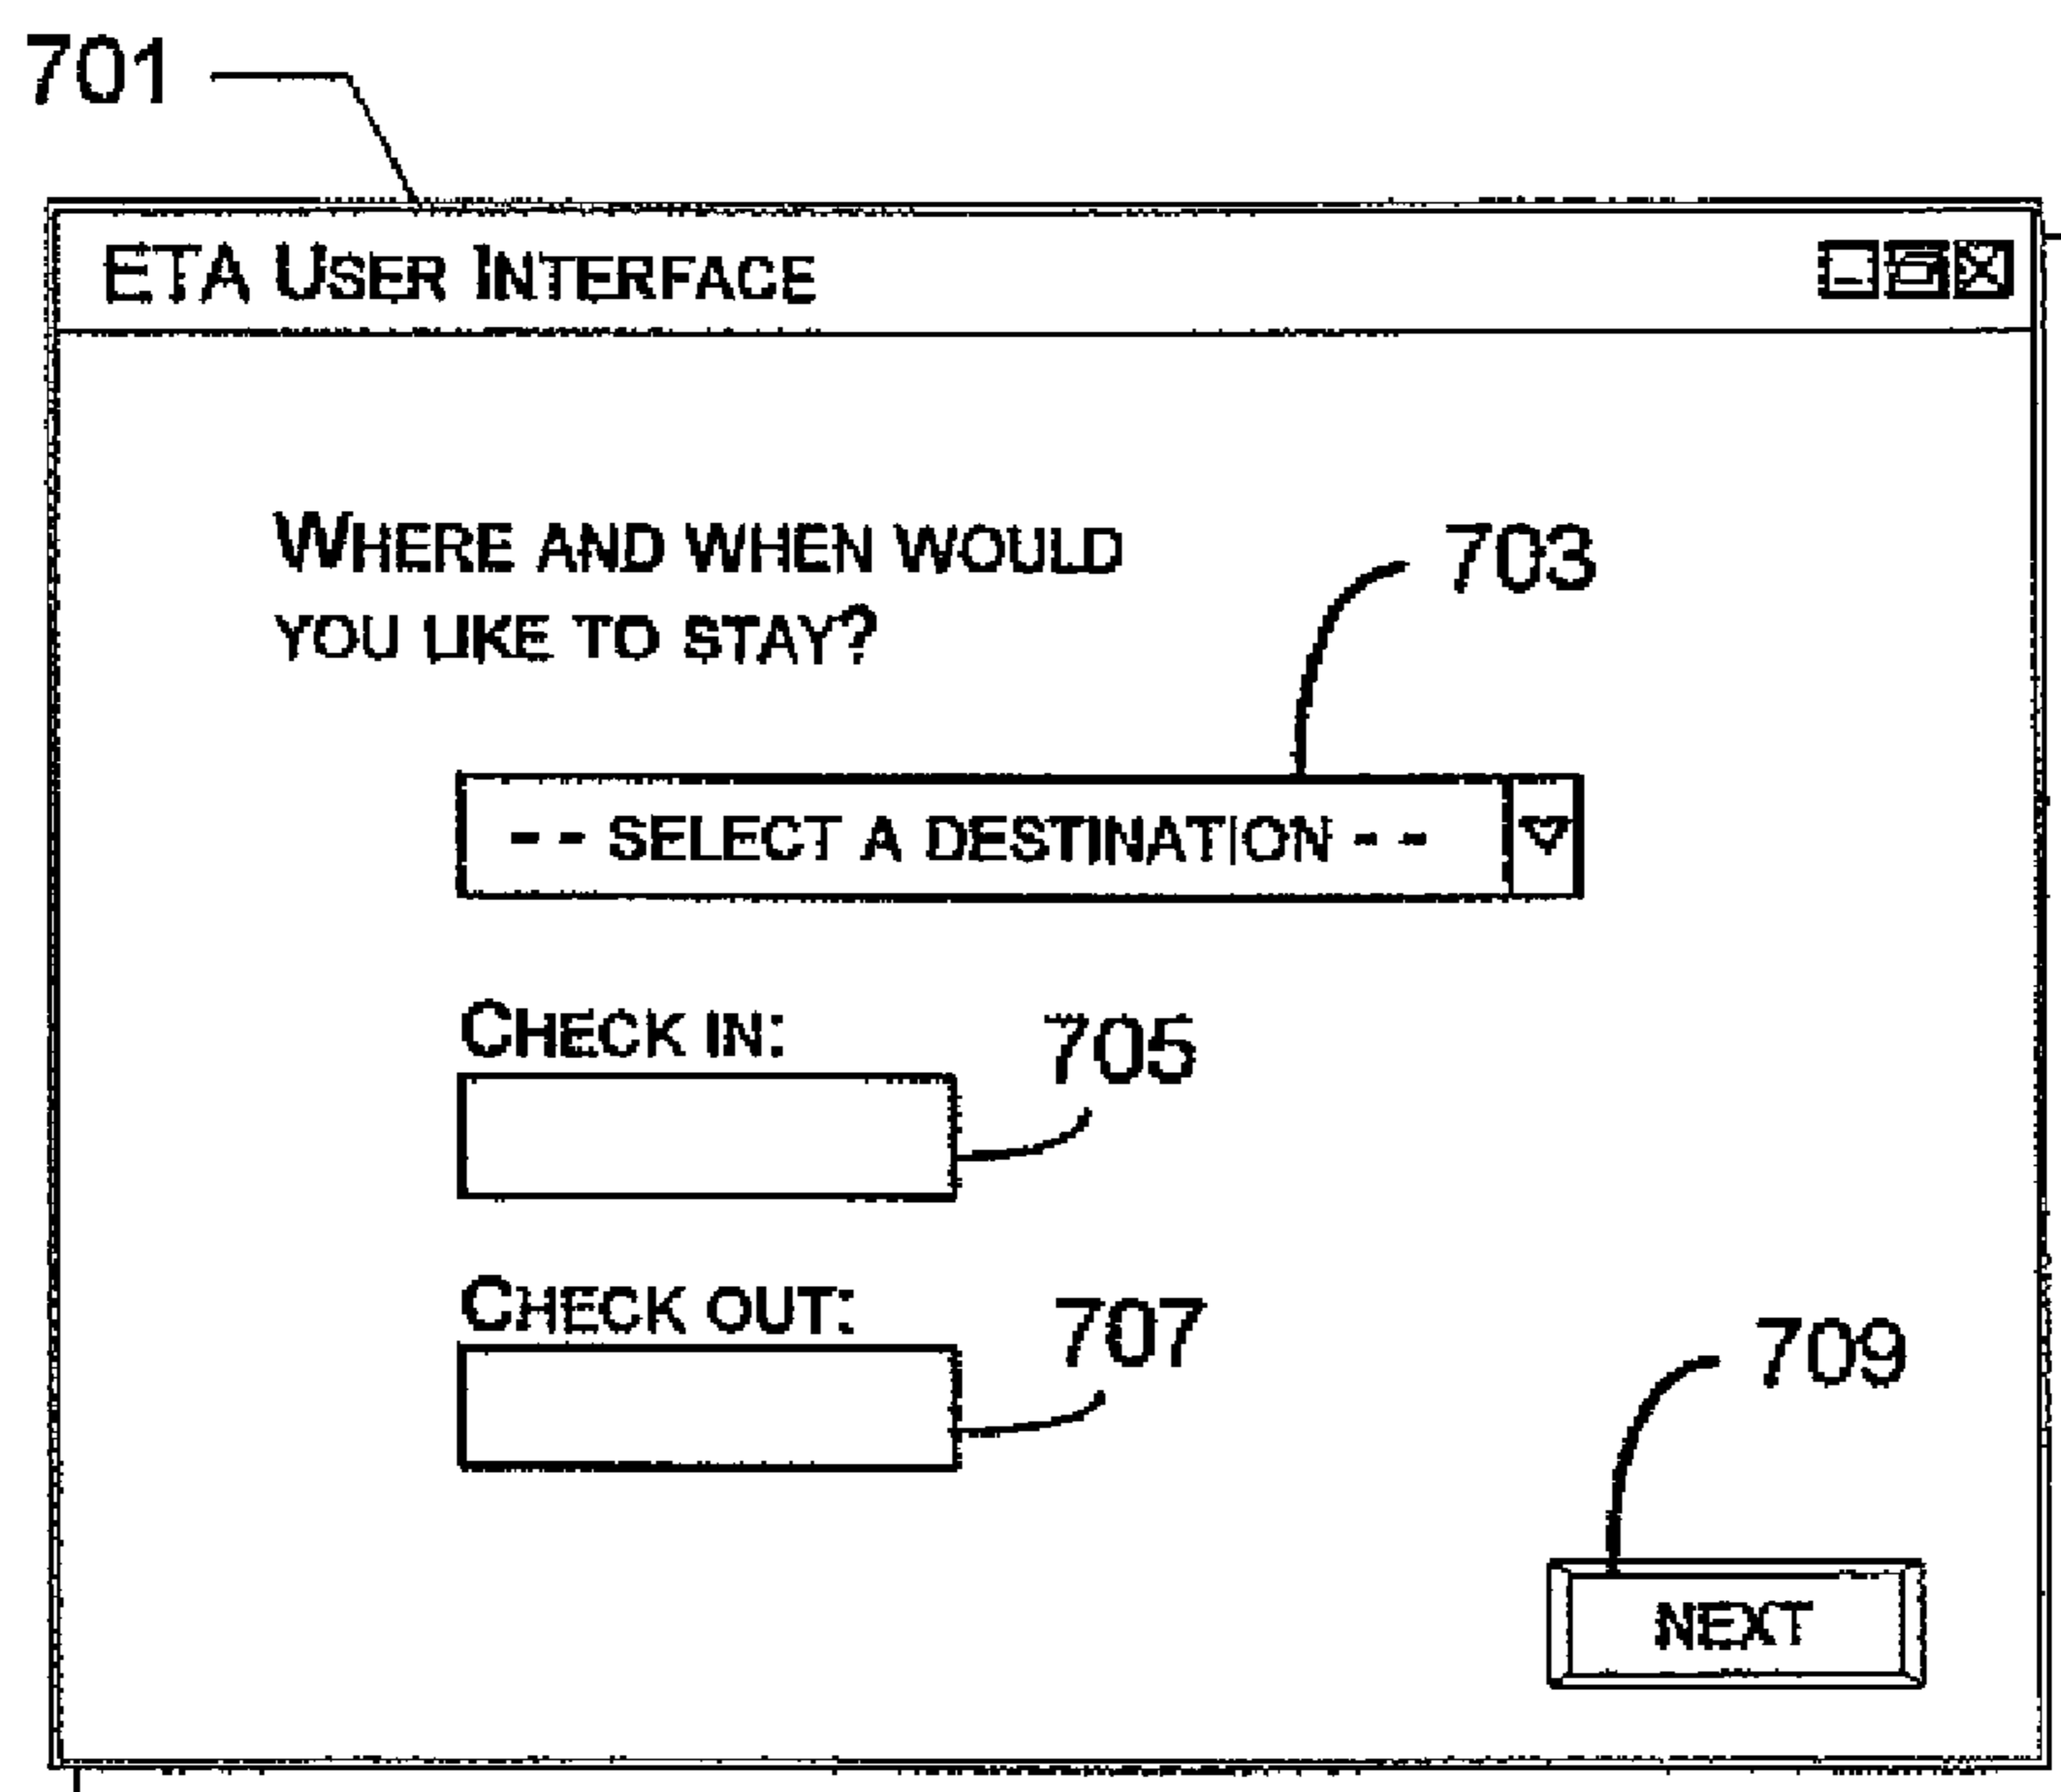 701
ETA USER INTERFACE
WHERE AND WHEN WOULD
YOU LIKE TO STAY?
703
-- SELECT A DESTINATION --
CHECK IN:
705
CHECK OUT:
707
709
NEXT